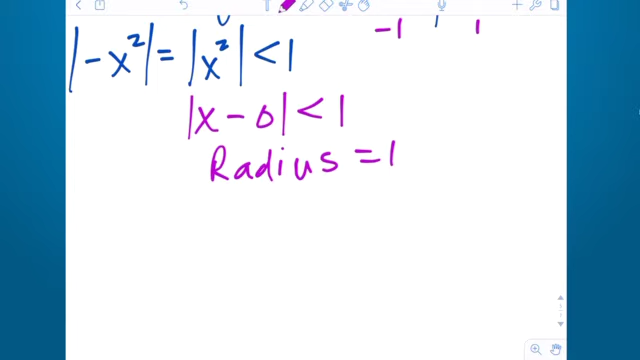 -1 1
|-x²| = |x²| < 1
|x - 0| < 1
Radius = 1